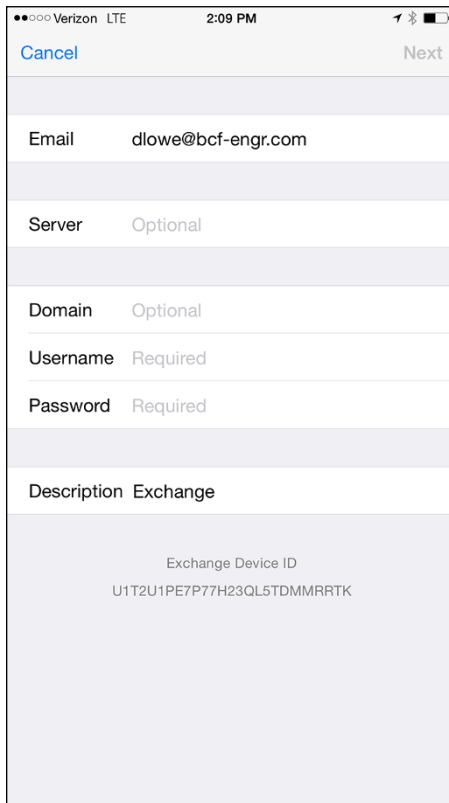 Verizon LTE 2:09 PM
Cancel Next
Email dlowe@bcf-engr.com
Server Optional
Domain Optional
Username Required
Password Required
Description Exchange
Exchange Device ID
U1T2U1PE7P77H23QL5TDMMRRTK